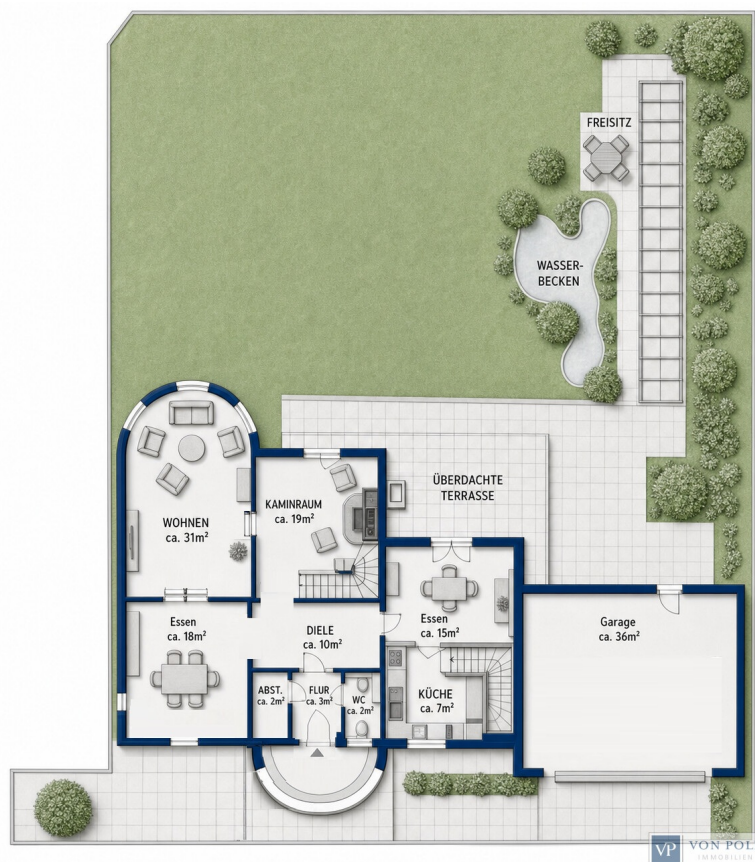 FREISITZ
WASSER-
BECKEN
ÜBERDACHTE
TERRASSE
KAMINRAUM
ca. 19m²
WOHNEN
ca. 31m²
Essen
ca. 18m²
DIELE
ca. 10m²
Essen
ca. 15m²
Garage
ca. 36m²
ABST.
ca. 2m²
FLUR
ca. 3m²
WC
ca. 2m²
KÜCHE
ca. 7m²
VP VON POL
IMMOBILIEN